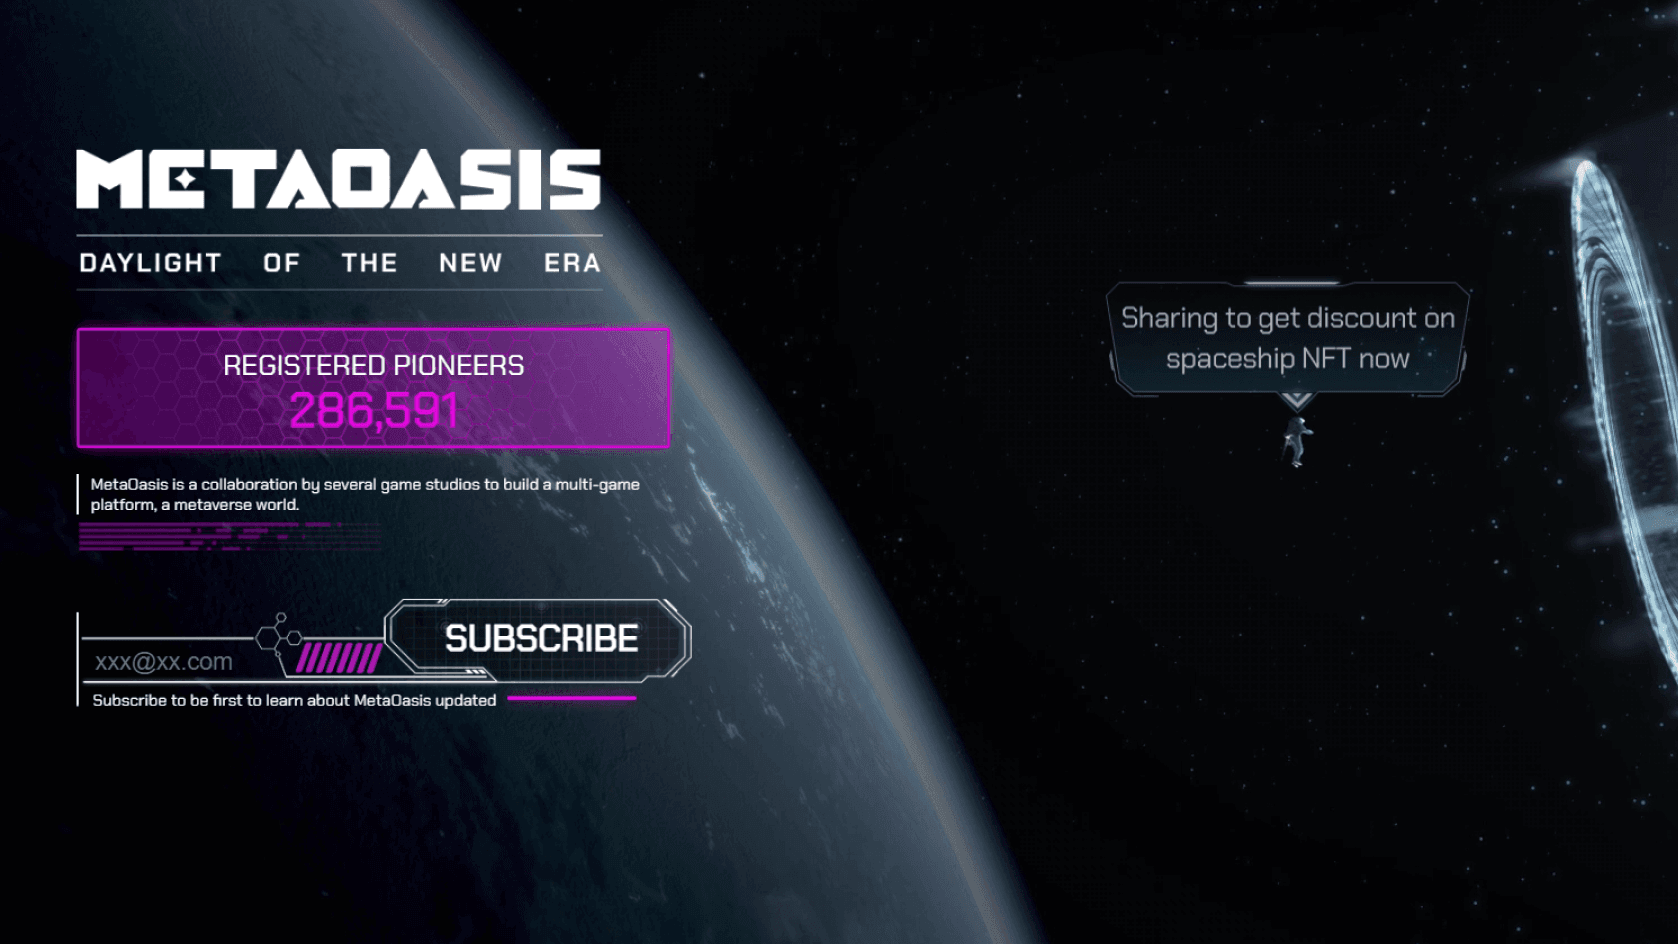 METAOASIS
DAYLIGHT OF THE NEW ERA
REGISTERED PIONEERS
286,591
MetaOasis is a collaboration by several game studios to build a multi-game
platform, a metaverse world.
xxx@xx.com
SUBSCRIBE
Subscribe to be first to learn about MetaOasis updated
Sharing to get discount on
spaceship NFT now